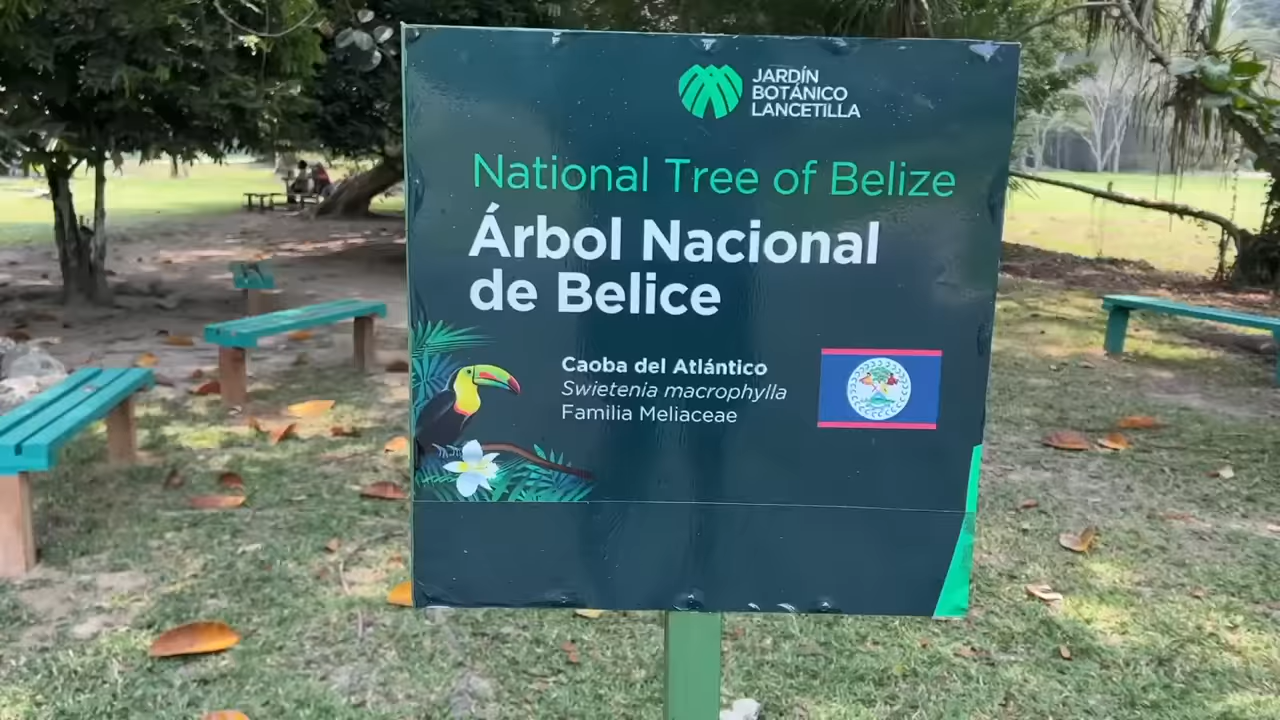 JARDÍN
BOTÁNICO
LANCETILLA
National Tree of Belize
Árbol Nacional
de Belice
Caoba del Atlántico
Swietenia macrophylla
Familia Meliaceae